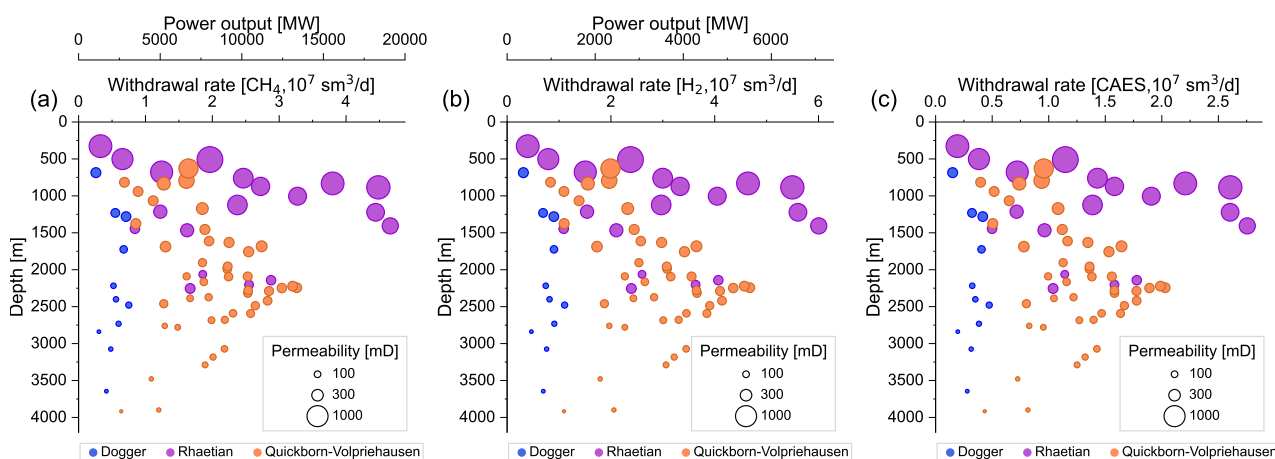 Power output [MW]
0 5000 10000 15000 20000
Withdrawal rate [CH4,10^7 sm^3/d]
(a)
0 1 2 3 4
Depth [m]
0
500
1000
1500
2000
2500
3000
3500
4000
Permeability [mD]
100
300
1000
Dogger Rhaetian Quickborn-Volpriehausen
Power output [MW]
0 2000 4000 6000
Withdrawal rate [H2,10^7 sm^3/d]
(b)
0 2 4 6
Depth [m]
0
500
1000
1500
2000
2500
3000
3500
4000
Permeability [mD]
100
300
1000
Dogger Rhaetian Quickborn-Volpriehausen
Withdrawal rate [CAES,10^7 sm^3/d]
(c)
0.0 0.5 1.0 1.5 2.0 2.5
Depth [m]
0
500
1000
1500
2000
2500
3000
3500
4000
Permeability [mD]
100
300
1000
Dogger Rhaetian Quickborn-Volpriehausen